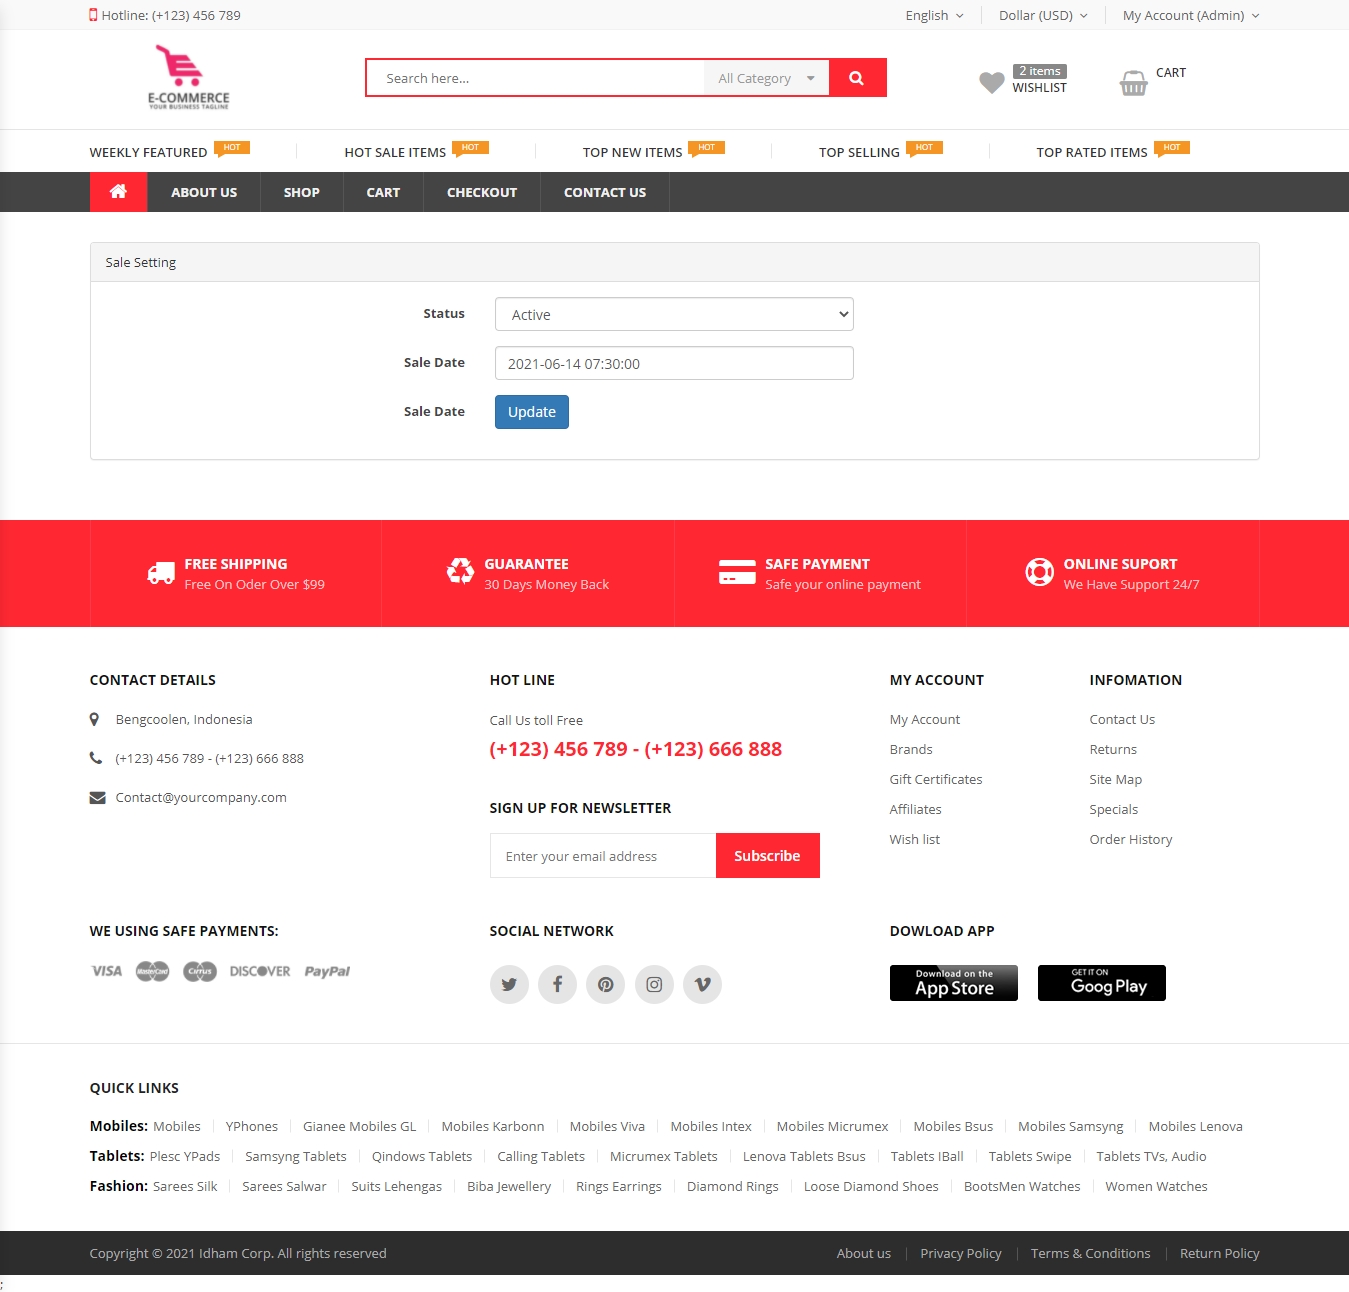 Hotline: (+123) 456 789
English
Dollar (USD)
My Account (Admin)
E-COMMERCE
YOUR BUSINESS TAGLINE
Search here...
All Category
2 items
WISHLIST
CART
WEEKLY FEATURED HOT
HOT SALE ITEMS HOT
TOP NEW ITEMS HOT
TOP SELLING HOT
TOP RATED ITEMS HOT
ABOUT US
SHOP
CART
CHECKOUT
CONTACT US
Sale Setting
Status
Active
Sale Date
2021-06-14 07:30:00
Sale Date
Update
FREE SHIPPING
Free On Oder Over $99
GUARANTEE
30 Days Money Back
SAFE PAYMENT
Safe your online payment
ONLINE SUPORT
We Have Support 24/7
CONTACT DETAILS
Bengcoolen, Indonesia
(+123) 456 789 - (+123) 666 888
Contact@yourcompany.com
HOT LINE
Call Us toll Free
(+123) 456 789 - (+123) 666 888
SIGN UP FOR NEWSLETTER
Enter your email address
Subscribe
MY ACCOUNT
My Account
Brands
Gift Certificates
Affiliates
Wish list
INFOMATION
Contact Us
Returns
Site Map
Specials
Order History
WE USING SAFE PAYMENTS:
VISA MasterCard Cirrus DISCOVER PayPal
SOCIAL NETWORK
DOWLOAD APP
Download on the
App Store
GET IT ON
Goog Play
QUICK LINKS
Mobiles: Mobiles YPhones Gianee Mobiles GL Mobiles Karbonn Mobiles Viva Mobiles Intex Mobiles Micrumex Mobiles Bsus Mobiles Samsyng Mobiles Lenova
Tablets: Plesc YPads Samsyng Tablets Qindows Tablets Calling Tablets Micrumex Tablets Lenova Tablets Bsus Tablets IBall Tablets Swipe Tablets TVs, Audio
Fashion: Sarees Silk Sarees Salwar Suits Lehengas Biba Jewellery Rings Earrings Diamond Rings Loose Diamond Shoes BootsMen Watches Women Watches
Copyright © 2021 Idham Corp. All rights reserved
About us
Privacy Policy
Terms & Conditions
Return Policy
;